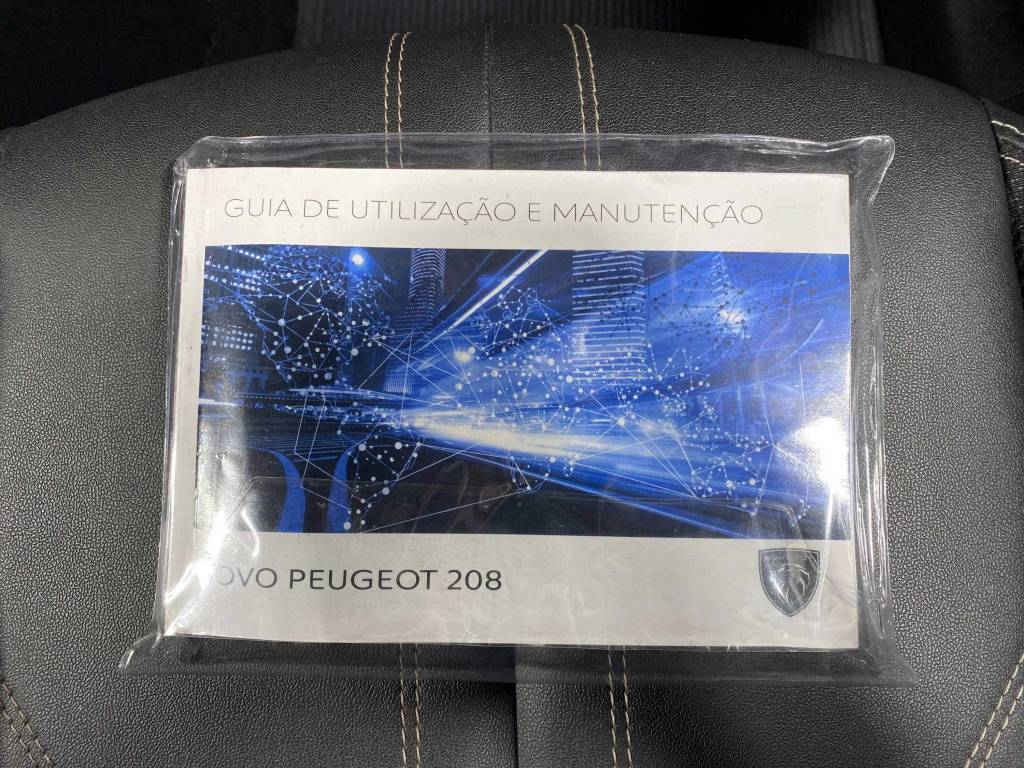 GUIA DE UTILIZAÇÃO E MANUTENÇÃO
OVO PEUGEOT 208